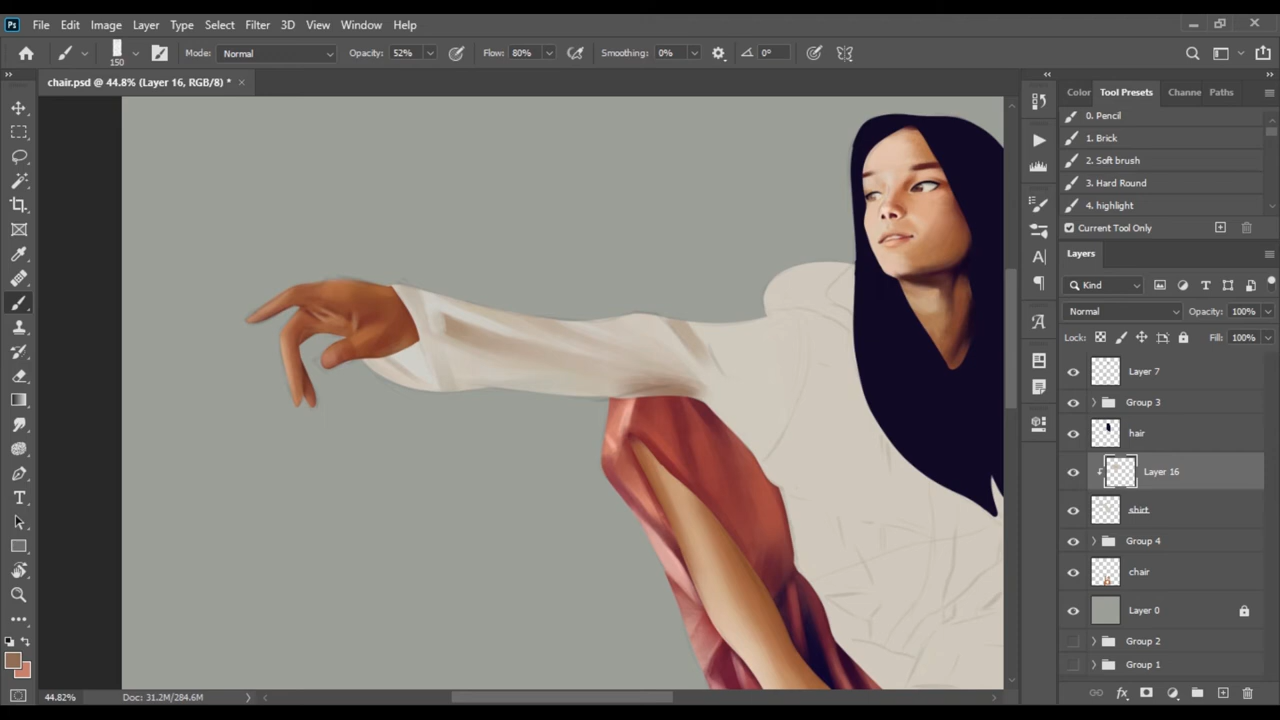 Ps File Edit Image Layer Type Select Filter 3D View Window Help
150 Mode: Normal Opacity: 52% Flow: 80% Smoothing: 0% 0°
chair.psd @ 44.8% (Layer 16, RGB/8) * ×
Color Tool Presets Channe Paths
0. Pencil
1. Brick
2. Soft brush
3. Hard Round
4. highlight
Current Tool Only
Layers
Kind
Normal Opacity: 100%
Lock: Fill: 100%
Layer 7
Group 3
hair
Layer 16
shirt
Group 4
chair
Layer 0
Group 2
Group 1
44.82% Doc: 31.2M/284.6M